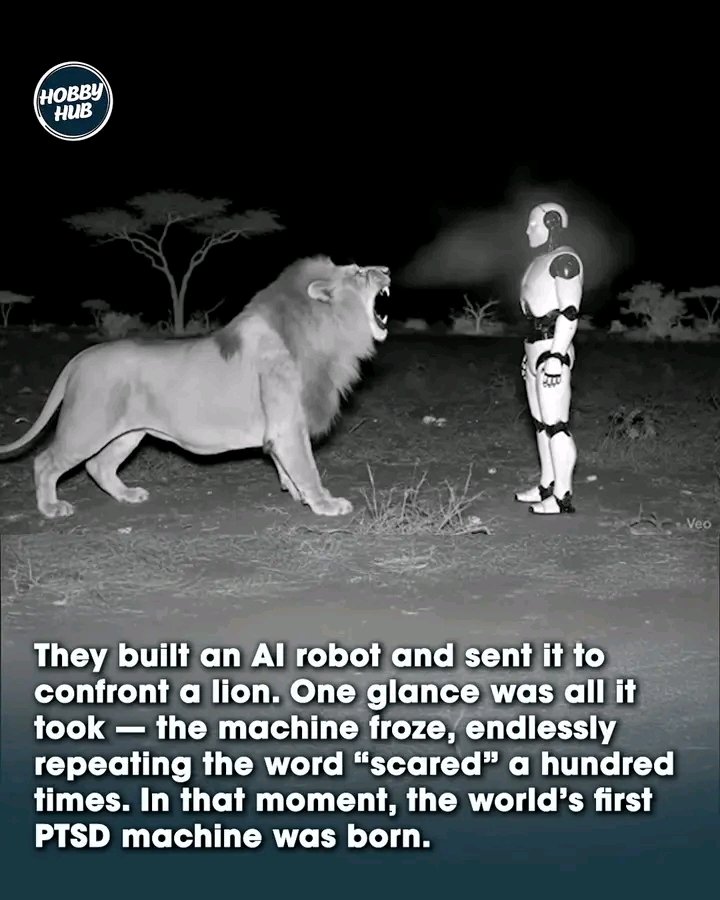 HOBBY
HUB
Veo
They built an AI robot and sent it to
confront a lion. One glance was all it
took — the machine froze, endlessly
repeating the word “scared” a hundred
times. In that moment, the world’s first
PTSD machine was born.